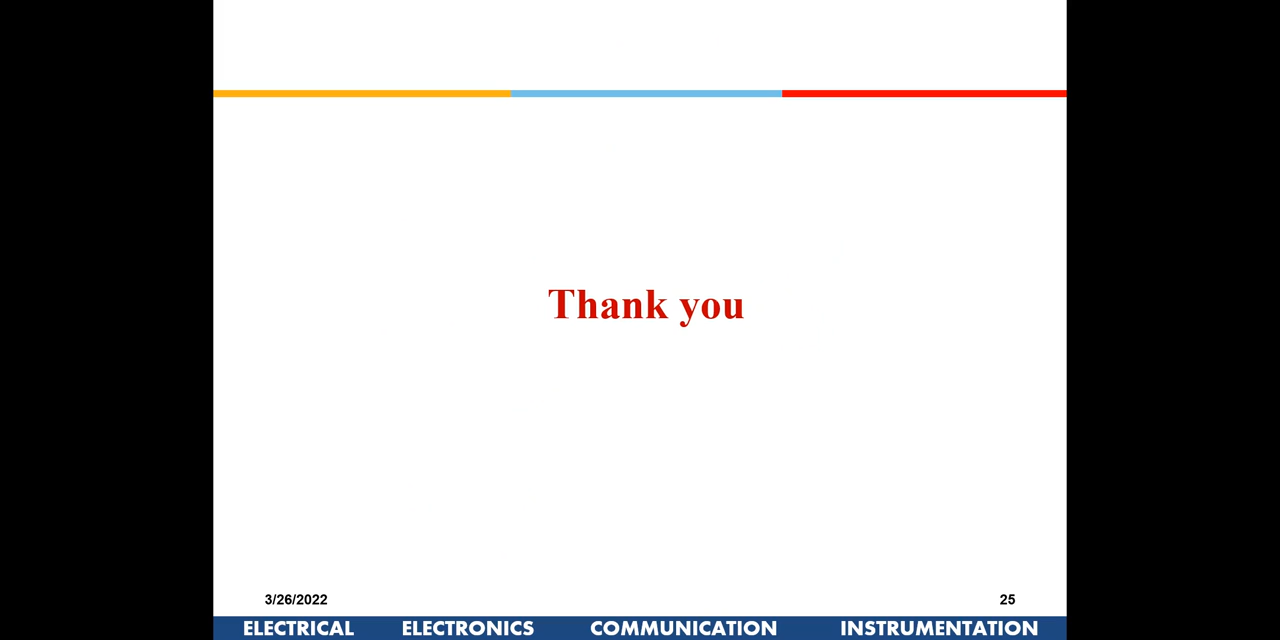 Thank you
3/26/2022 25
ELECTRICAL ELECTRONICS COMMUNICATION INSTRUMENTATION